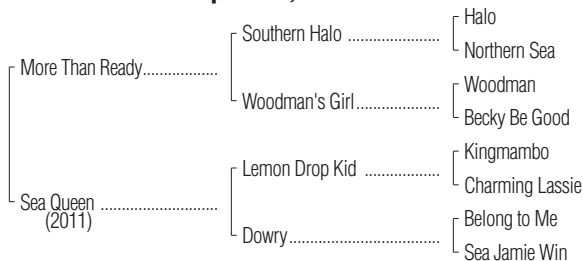 Halo
Southern Halo
Northern Sea
More Than Ready
Woodman
Woodman's Girl
Becky Be Good
Kingmambo
Lemon Drop Kid
Charming Lassie
Sea Queen
(2011)
Belong to Me
Dowry
Sea Jamie Win